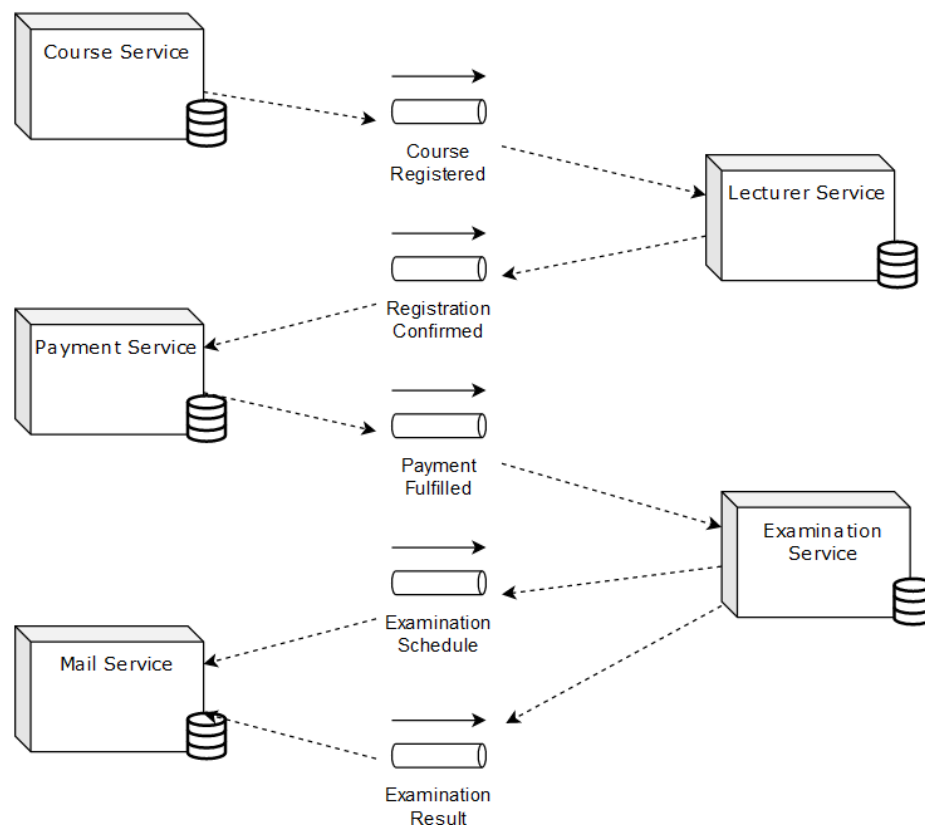 Course Service
Course
Registered
Lecturer Service
Registration
Confirmed
Payment Service
Payment
Fulfilled
Examination
Service
Examination
Schedule
Mail Service
Examination
Result